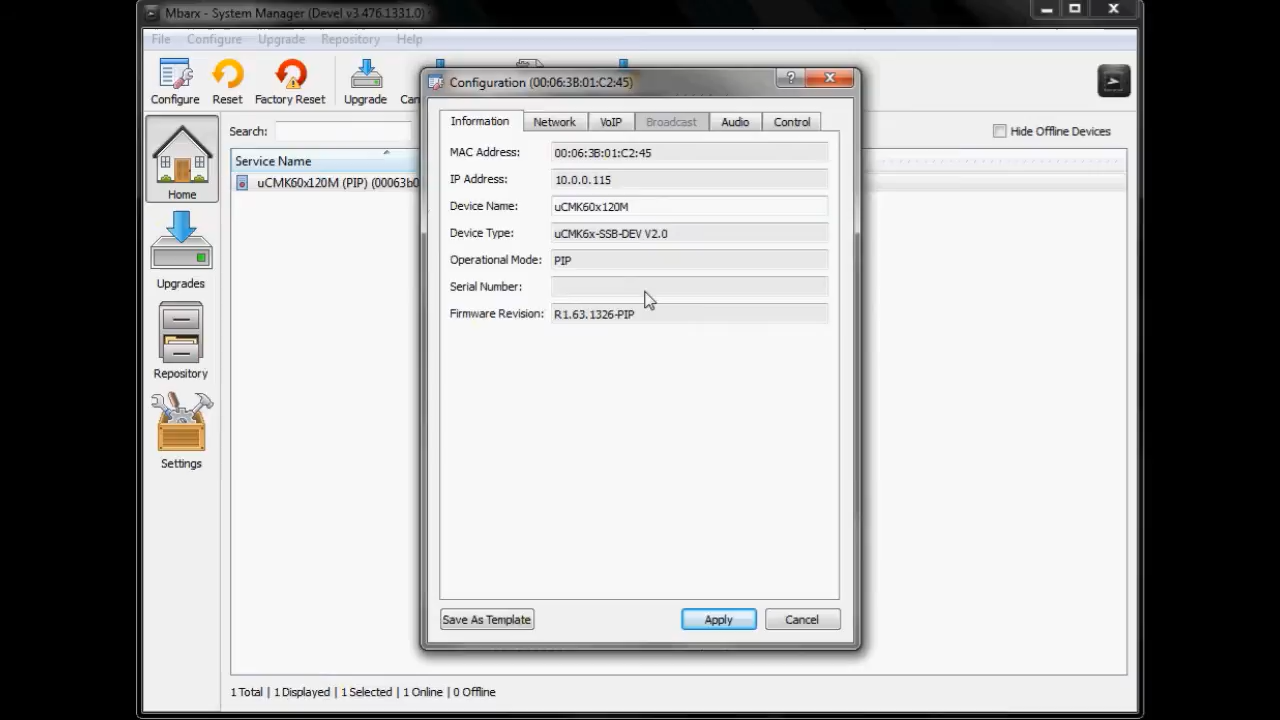 Mbarx - System Manager (Devel v3.476.1331.0)
File Configure Upgrade Repository Help
Configure Reset Factory Reset Upgrade Can
Search:
Hide Offline Devices
Service Name
uCMK60x120M (PIP) (00063b0
Home
Upgrades
Repository
Settings
Configuration (00:06:3B:01:C2:45)
Information Network VoIP Broadcast Audio Control
MAC Address: 00:06:3B:01:C2:45
IP Address: 10.0.0.115
Device Name: uCMK60x120M
Device Type: uCMK6x-SSB-DEV V2.0
Operational Mode: PIP
Serial Number:
Firmware Revision: R1.63.1326-PIP
Save As Template Apply Cancel
1 Total | 1 Displayed | 1 Selected | 1 Online | 0 Offline